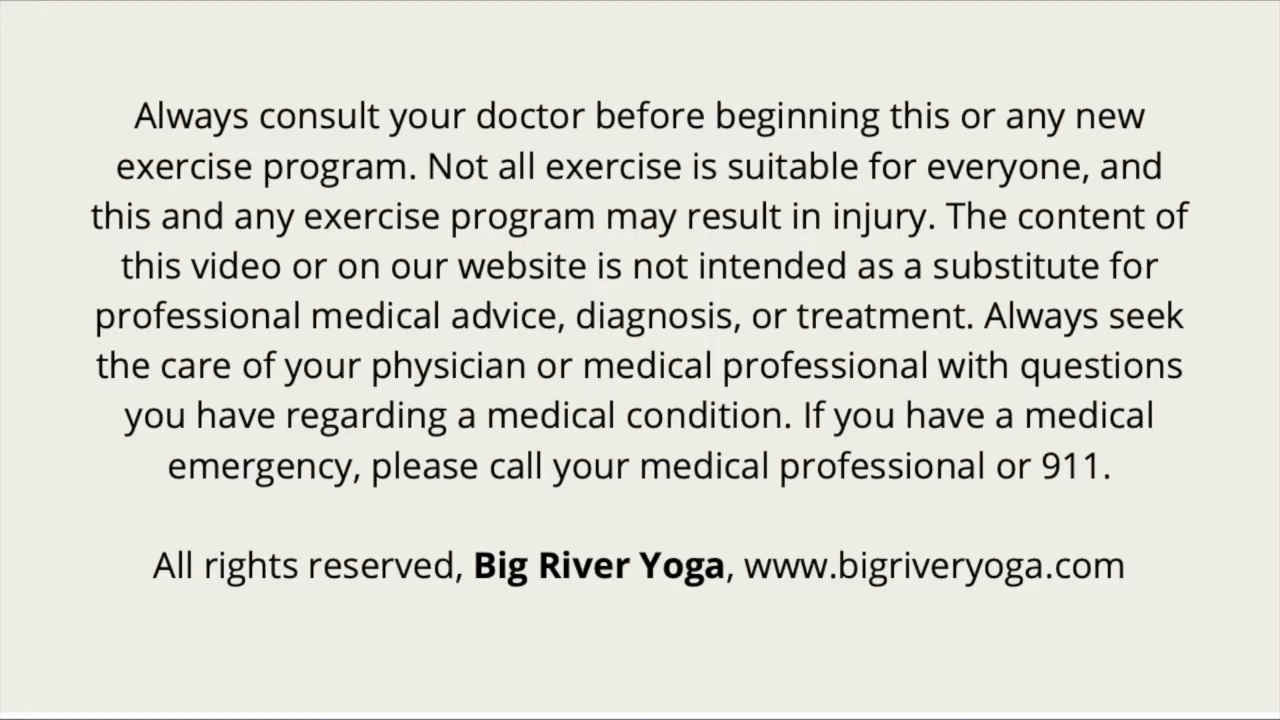 Always consult your doctor before beginning this or any new
exercise program. Not all exercise is suitable for everyone, and
this and any exercise program may result in injury. The content of
this video or on our website is not intended as a substitute for
professional medical advice, diagnosis, or treatment. Always seek
the care of your physician or medical professional with questions
you have regarding a medical condition. If you have a medical
emergency, please call your medical professional or 911.
All rights reserved, Big River Yoga, www.bigriveryoga.com